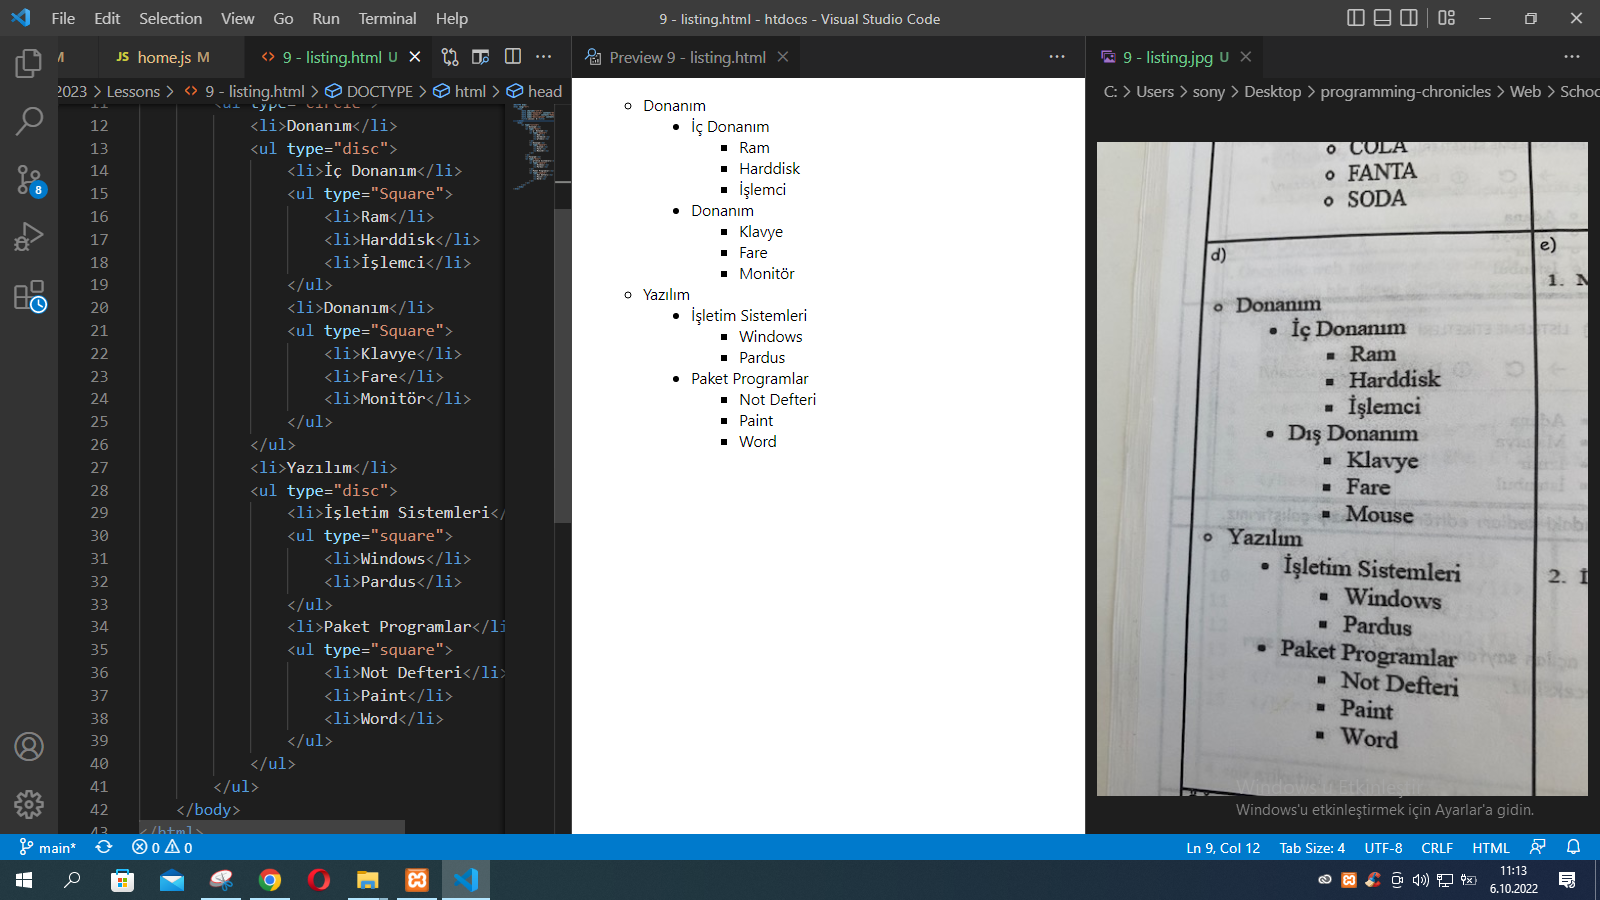 File Edit Selection View Go Run Terminal Help
9 - listing.html - htdocs - Visual Studio Code
M
JS home.js M
<> 9 - listing.html U
Preview 9 - listing.html
9 - listing.jpg U
2023 > Lessons > <> 9 - listing.html > DOCTYPE > html > head
C: > Users > sony > Desktop > programming-chronicles > Web > Schoo
11 <ul type="circle">
12 <li>Donanım</li>
13 <ul type="disc">
14 <li>İç Donanım</li>
15 <ul type="Square">
16 <li>Ram</li>
17 <li>Harddisk</li>
18 <li>İşlemci</li>
19 </ul>
20 <li>Donanım</li>
21 <ul type="Square">
22 <li>Klavye</li>
23 <li>Fare</li>
24 <li>Monitör</li>
25 </ul>
26 </ul>
27 <li>Yazılım</li>
28 <ul type="disc">
29 <li>İşletim Sistemleri</
30 <ul type="square">
31 <li>Windows</li>
32 <li>Pardus</li>
33 </ul>
34 <li>Paket Programlar</li
35 <ul type="square">
36 <li>Not Defteri</li>
37 <li>Paint</li>
38 <li>Word</li>
39 </ul>
40 </ul>
41 </ul>
42 </body>
43 </html>
Donanım
İç Donanım
Ram
Harddisk
İşlemci
Donanım
Klavye
Fare
Monitör
Yazılım
İşletim Sistemleri
Windows
Pardus
Paket Programlar
Not Defteri
Paint
Word
COLA
FANTA
SODA
d)
e)
1.
Donanım
İç Donanım
Ram
Harddisk
İşlemci
Dış Donanım
Klavye
Fare
Mouse
Yazılım
İşletim Sistemleri
Windows
Pardus
2. İ
Paket Programlar
Not Defteri
Paint
Word
Windows'u Etkinleştir
Windows'u etkinleştirmek için Ayarlar'a gidin.
8
main* 0 0
Ln 9, Col 12 Tab Size: 4 UTF-8 CRLF HTML
11:13
6.10.2022